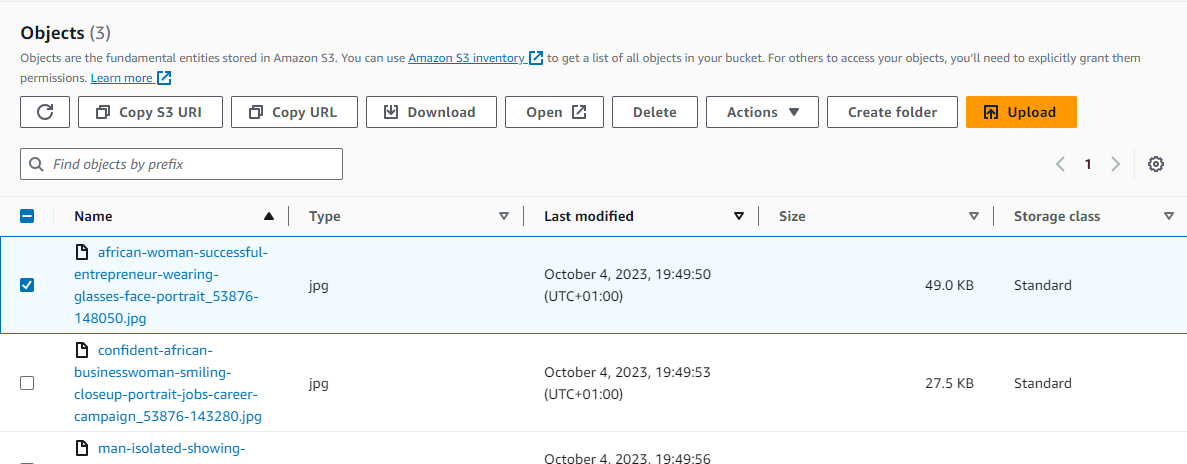 Objects (3)
Objects are the fundamental entities stored in Amazon S3. You can use Amazon S3 inventory to get a list of all objects in your bucket. For others to access your objects, you'll need to explicitly grant them
permissions. Learn more
Copy S3 URI Copy URL Download Open Delete Actions Create folder Upload
Find objects by prefix 1
Name Type Last modified Size Storage class
african-woman-successful-
entrepreneur-wearing-
glasses-face-portrait_53876-
148050.jpg
jpg
October 4, 2023, 19:49:50
(UTC+01:00)
49.0 KB
Standard
confident-african-
businesswoman-smiling-
closeup-portrait-jobs-career-
campaign_53876-143280.jpg
jpg
October 4, 2023, 19:49:53
(UTC+01:00)
27.5 KB
Standard
man-isolated-showing-
October 4, 2023, 19:49:56